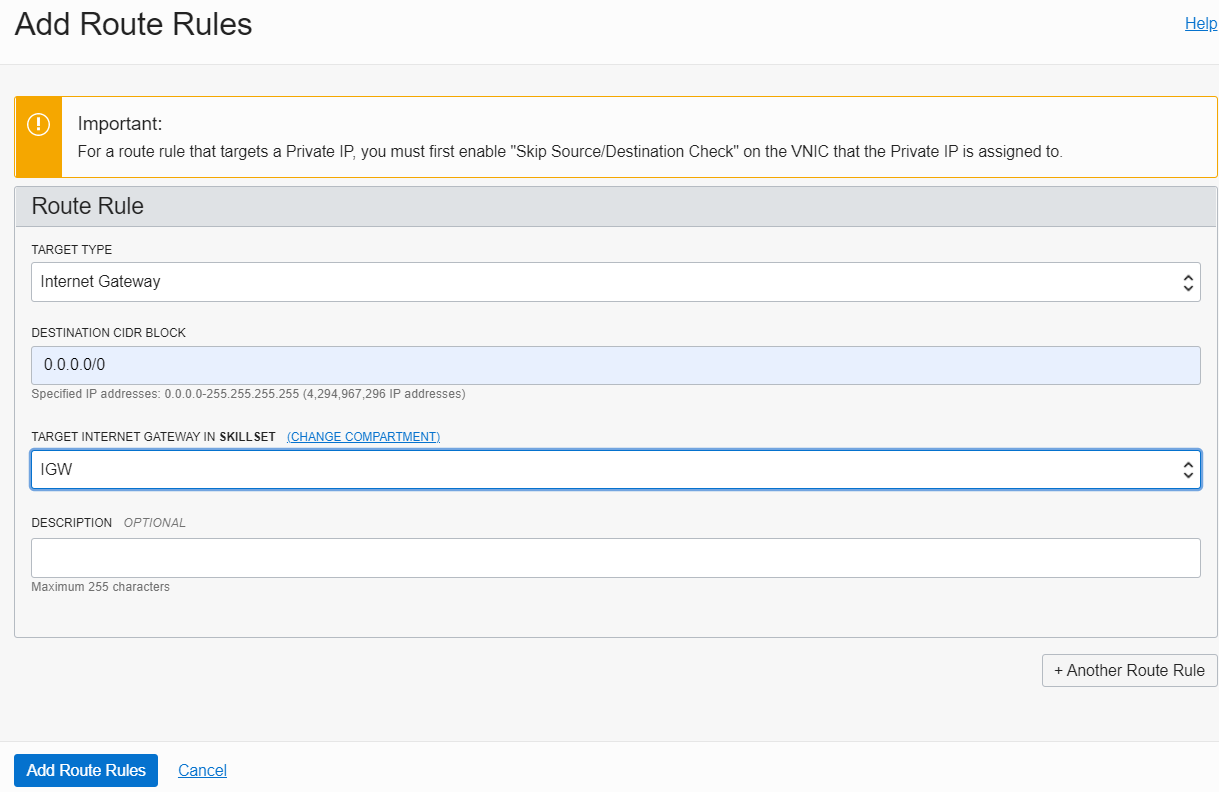 Add Route Rules
Help
Important:
For a route rule that targets a Private IP, you must first enable "Skip Source/Destination Check" on the VNIC that the Private IP is assigned to.
Route Rule
TARGET TYPE
Internet Gateway
DESTINATION CIDR BLOCK
0.0.0.0/0
Specified IP addresses: 0.0.0.0-255.255.255.255 (4,294,967,296 IP addresses)
TARGET INTERNET GATEWAY IN SKILLSET (CHANGE COMPARTMENT)
IGW
DESCRIPTION OPTIONAL
Maximum 255 characters
+ Another Route Rule
Add Route Rules Cancel